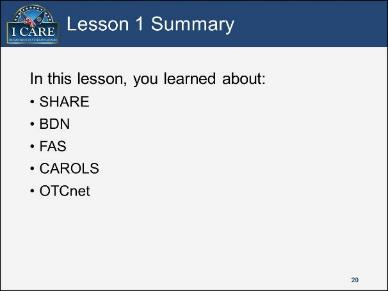 I CARE
Lesson 1 Summary
In this lesson, you learned about:
• SHARE
• BDN
• FAS
• CAROLS
• OTCnet
20